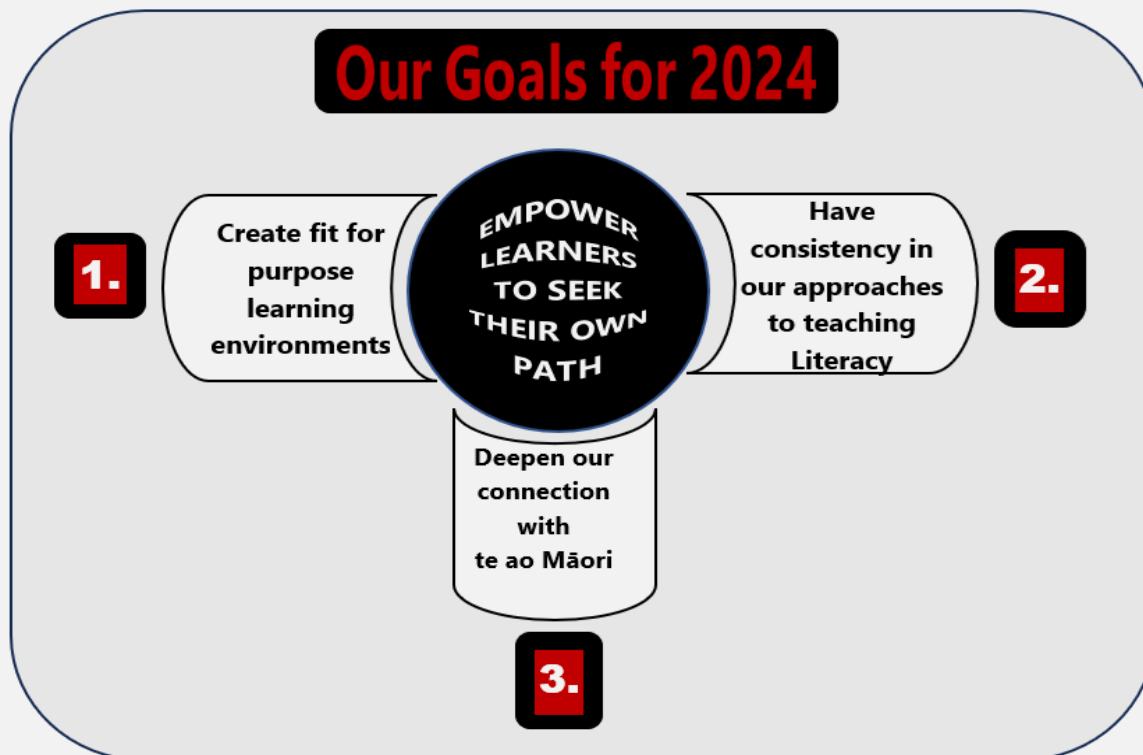 Our Goals for 2024
1.
Create fit for
purpose
learning
environments
EMPOWER
LEARNERS
TO SEEK
THEIR OWN
PATH
Have
consistency in
our approaches
to teaching
Literacy
2.
Deepen our
connection
with
te ao Māori
3.